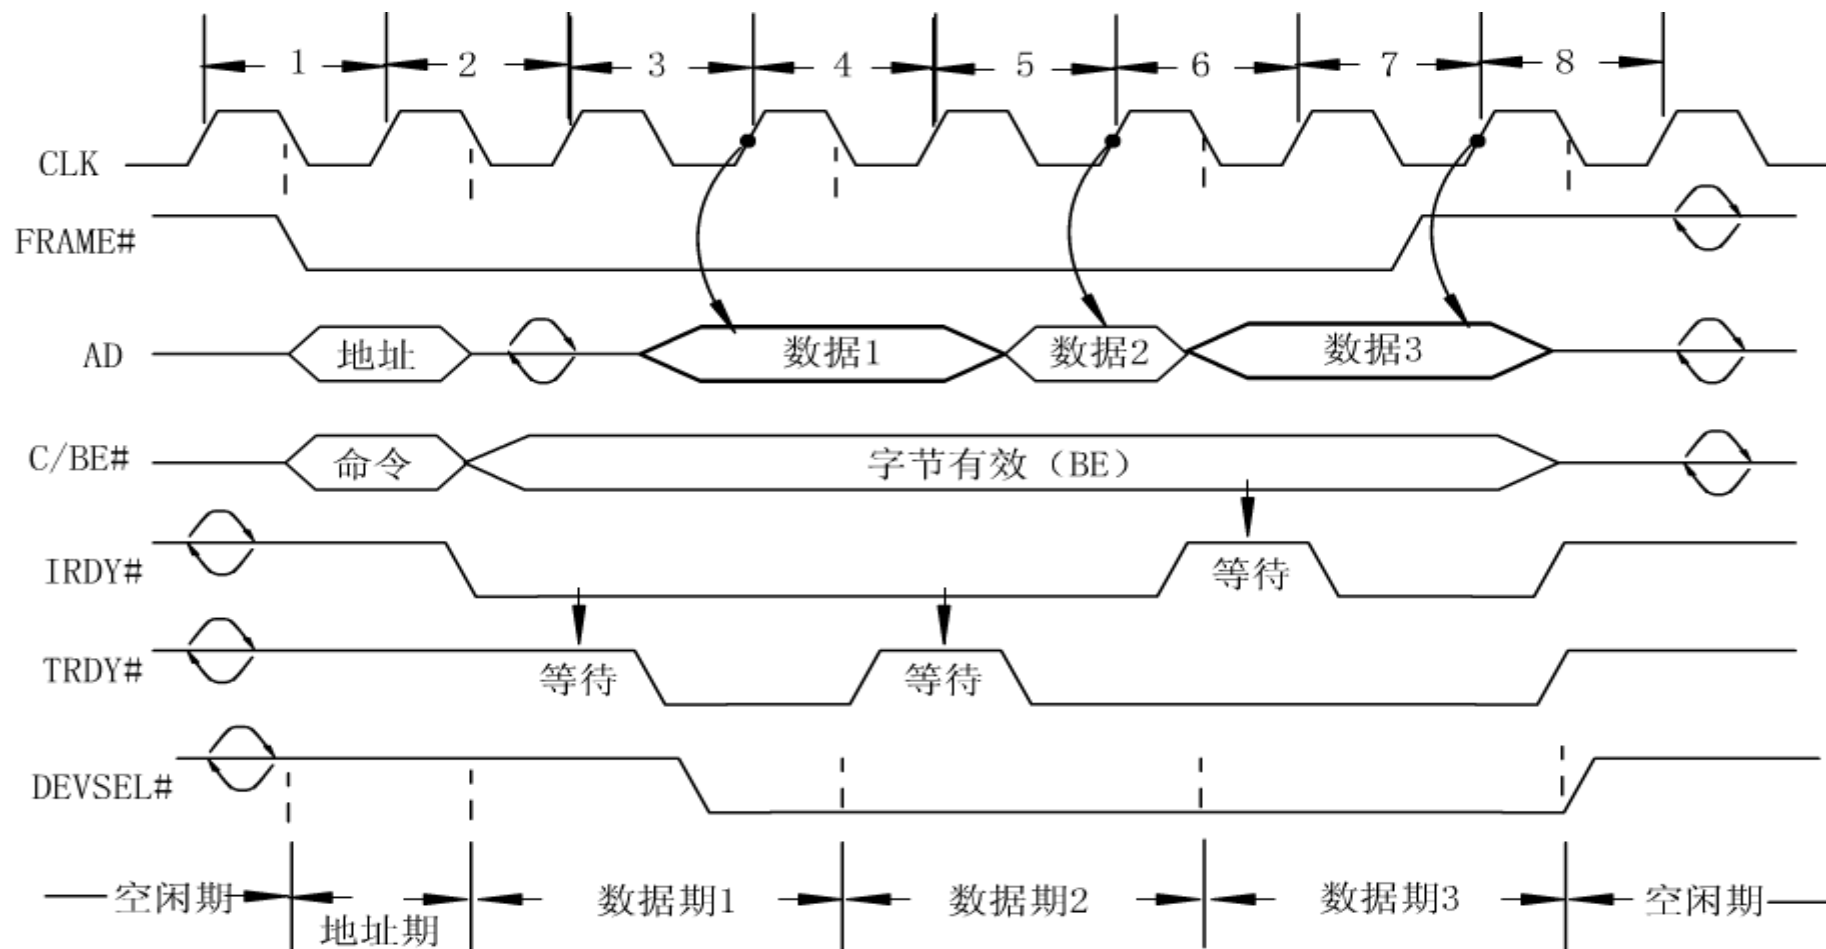 1 2 3 4 5 6 7 8
CLK
FRAME#
AD 地址 数据1 数据2 数据3
C/BE# 命令 字节有效（BE）
IRDY# 等待
TRDY# 等待 等待
DEVSEL#
空闲期 地址期 数据期1 数据期2 数据期3 空闲期